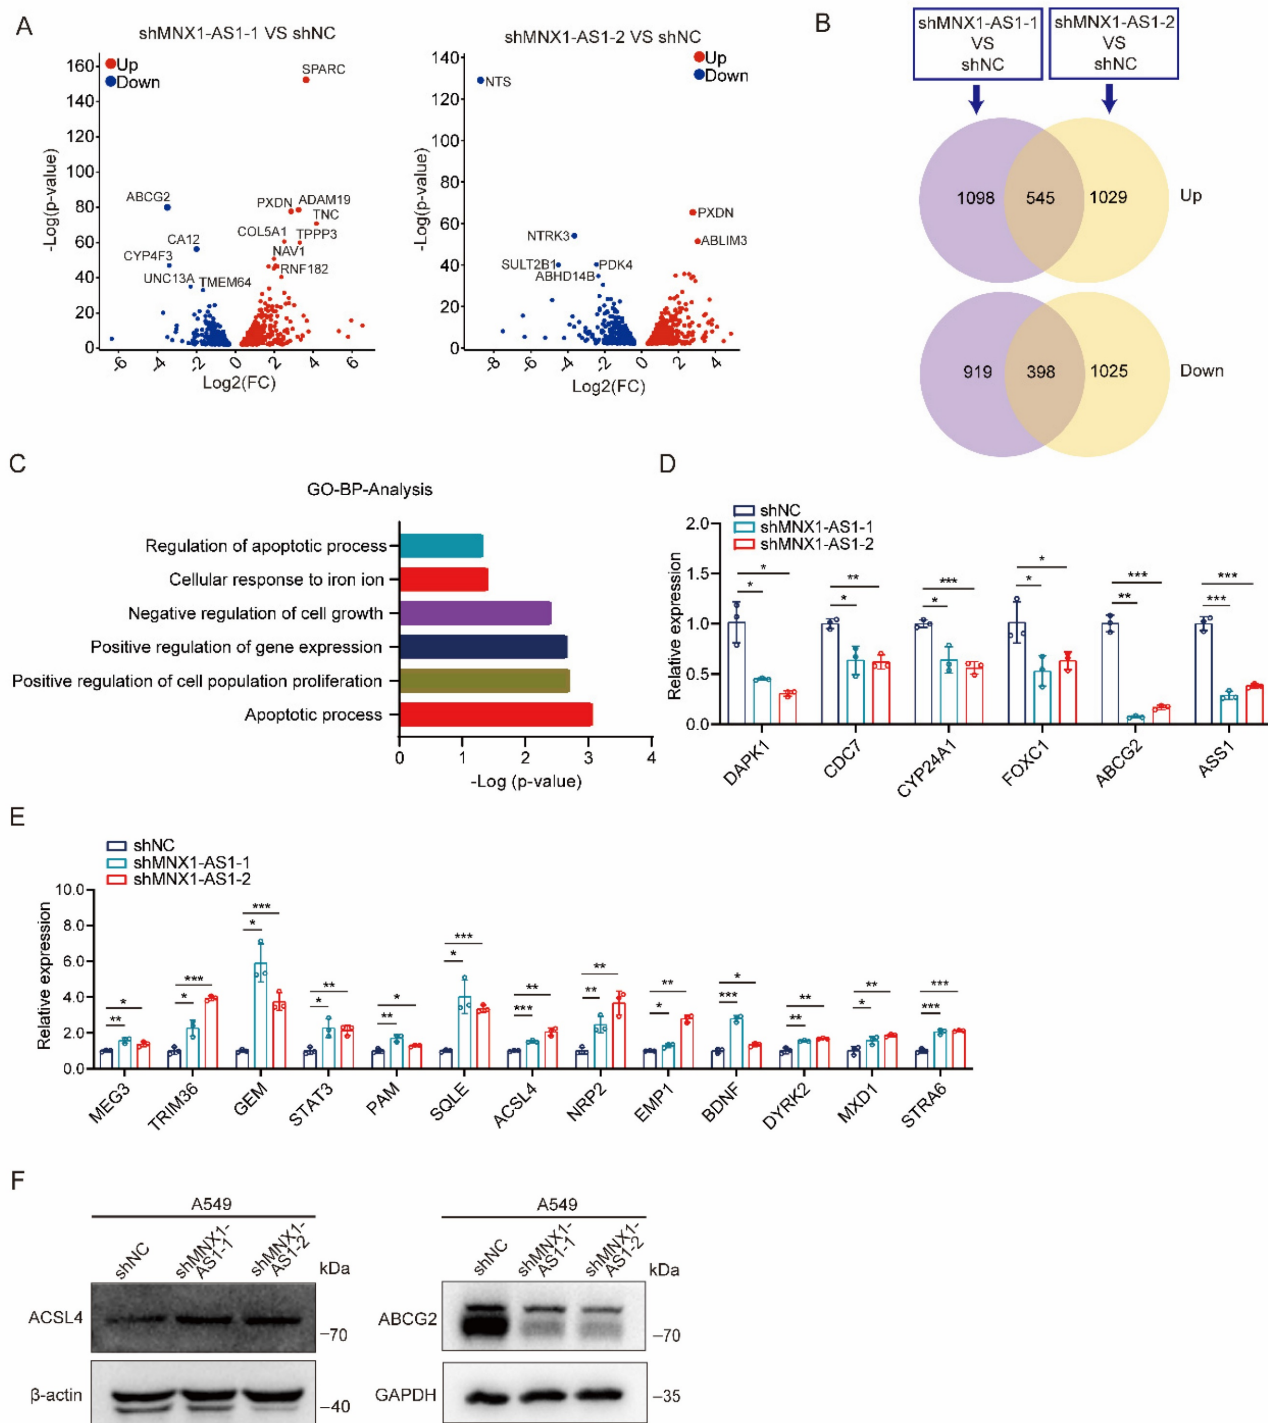 A
shMNX1-AS1-1 VS shNC
Up
Down
-Log(p-value)
160
140
120
100
80
60
40
20
0
SPARC
ABCG2
PXDN
ADAM19
TNC
COL5A1
TPPP3
CA12
NAV1
CYP4F3
RNF182
UNC13A
TMEM64
-6
-4
-2
0
2
4
6
Log2(FC)
shMNX1-AS1-2 VS shNC
Up
Down
-Log(p-value)
140
120
100
80
60
40
20
0
NTS
PXDN
NTRK3
ABLIM3
SULT2B1
PDK4
ABHD14B
-8
-6
-4
-2
0
2
4
Log2(FC)
B
shMNX1-AS1-1
VS
shNC
shMNX1-AS1-2
VS
shNC
1098
545
1029
Up
919
398
1025
Down
C
GO-BP-Analysis
Regulation of apoptotic process
Cellular response to iron ion
Negative regulation of cell growth
Positive regulation of gene expression
Positive regulation of cell population proliferation
Apoptotic process
0
1
2
3
4
-Log (p-value)
D
shNC
shMNX1-AS1-1
shMNX1-AS1-2
Relative expression
2.0
1.5
1.0
0.5
0.0
*
*
**
*
***
*
*
*
***
**
***
***
DAPK1
CDC7
CYP24A1
FOXC1
ABCG2
ASS1
E
shNC
shMNX1-AS1-1
shMNX1-AS1-2
Relative expression
10.0
8.0
6.0
4.0
2.0
0.0
*
**
***
*
***
*
**
*
*
**
***
*
**
***
**
**
**
*
*
***
**
**
**
*
***
***
MEG3
TRIM36
GEM
STAT3
PAM
SQLE
ACSL4
NRP2
EMP1
BDNF
DYRK2
MXD1
STRA6
F
A549
shNC
shMNX1-
AS1-1
shMNX1-
AS1-2
kDa
ACSL4
–70
β-actin
–40
A549
shNC
shMNX1-
AS1-1
shMNX1-
AS1-2
kDa
ABCG2
–70
GAPDH
–35